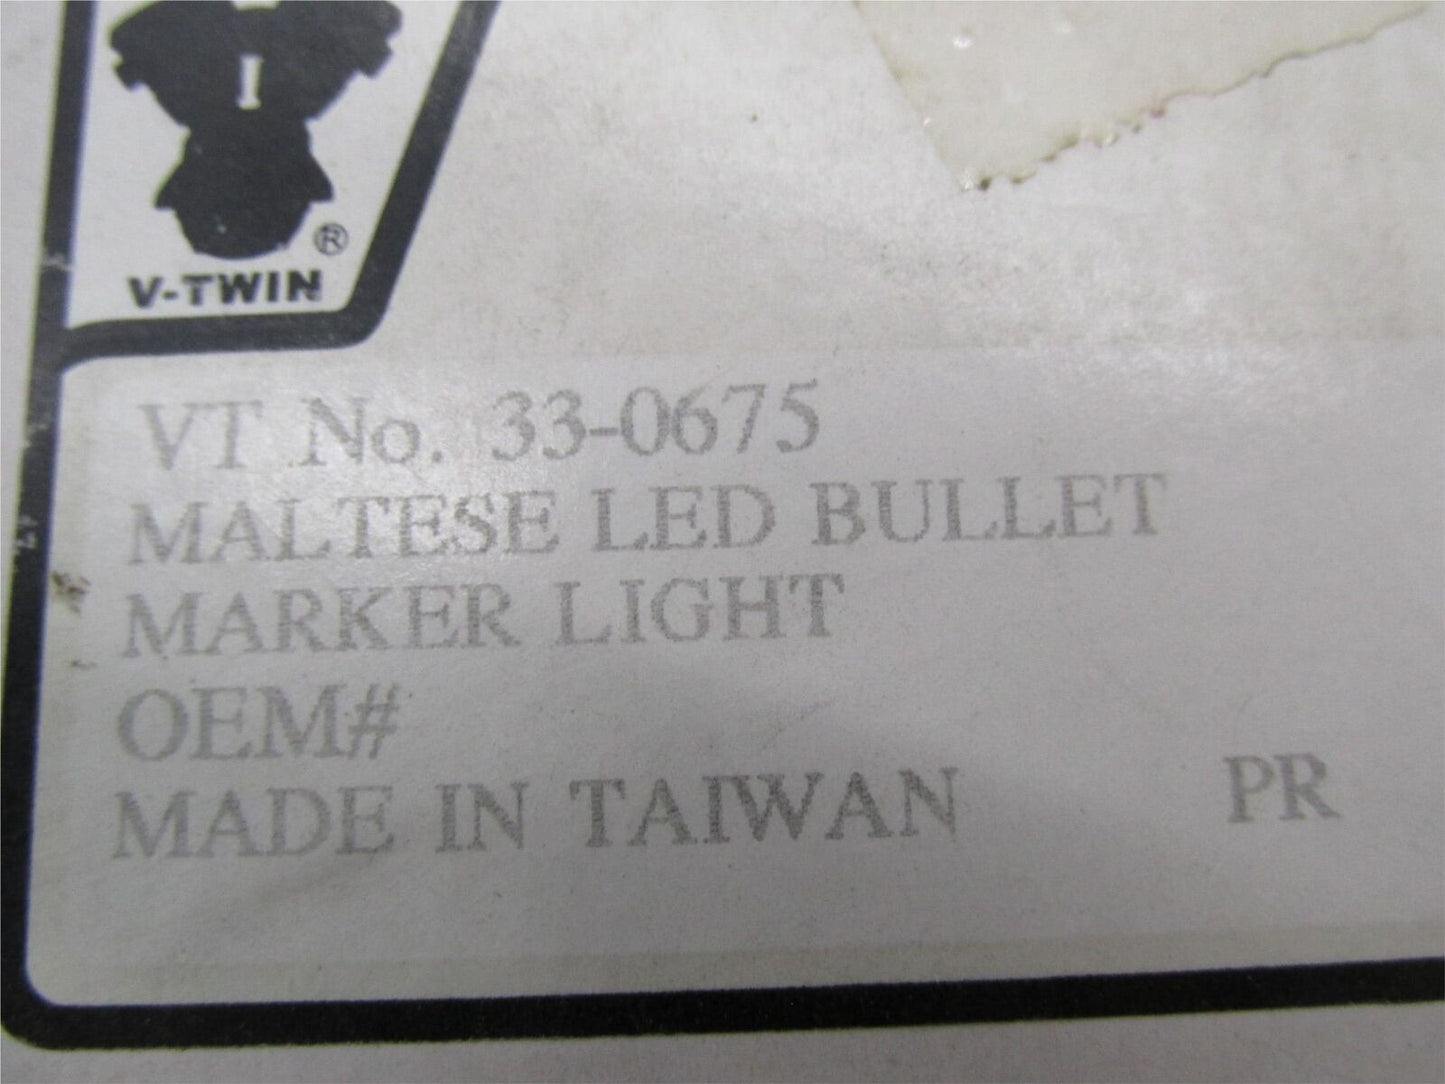 I
®
V-TWIN
VT No. 33-0675
MALTESE LED BULLET
MARKER LIGHT
OEM#
MADE IN TAIWAN PR